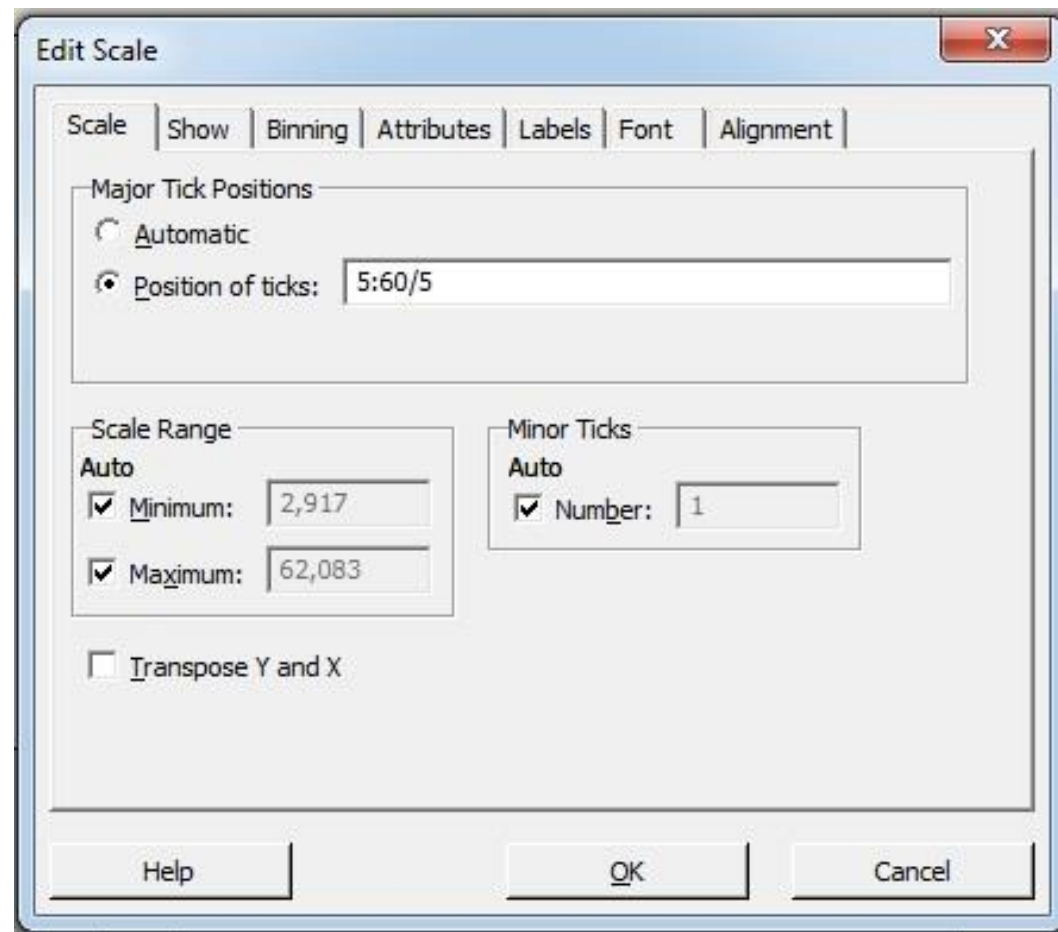 Edit Scale
Scale Show Binning Attributes Labels Font Alignment
Major Tick Positions
Automatic
Position of ticks: 5:60/5
Scale Range
Auto
Minimum: 2,917
Maximum: 62,083
Minor Ticks
Auto
Number: 1
Transpose Y and X
Help OK Cancel